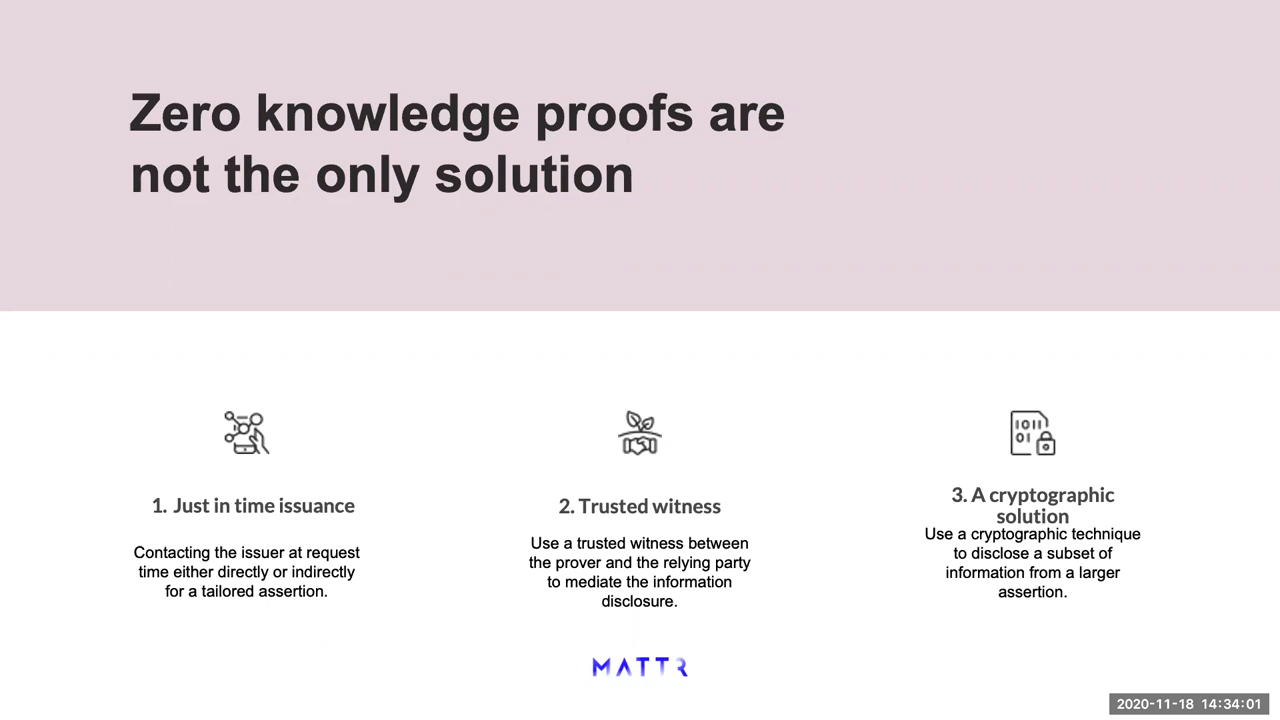 Zero knowledge proofs are
not the only solution
1011
01
1. Just in time issuance
Contacting the issuer at request
time either directly or indirectly
for a tailored assertion.
2. Trusted witness
Use a trusted witness between
the prover and the relying party
to mediate the information
disclosure.
3. A cryptographic
solution
Use a cryptographic technique
to disclose a subset of
information from a larger
assertion.
MATTR
2020-11-18 14:34:01